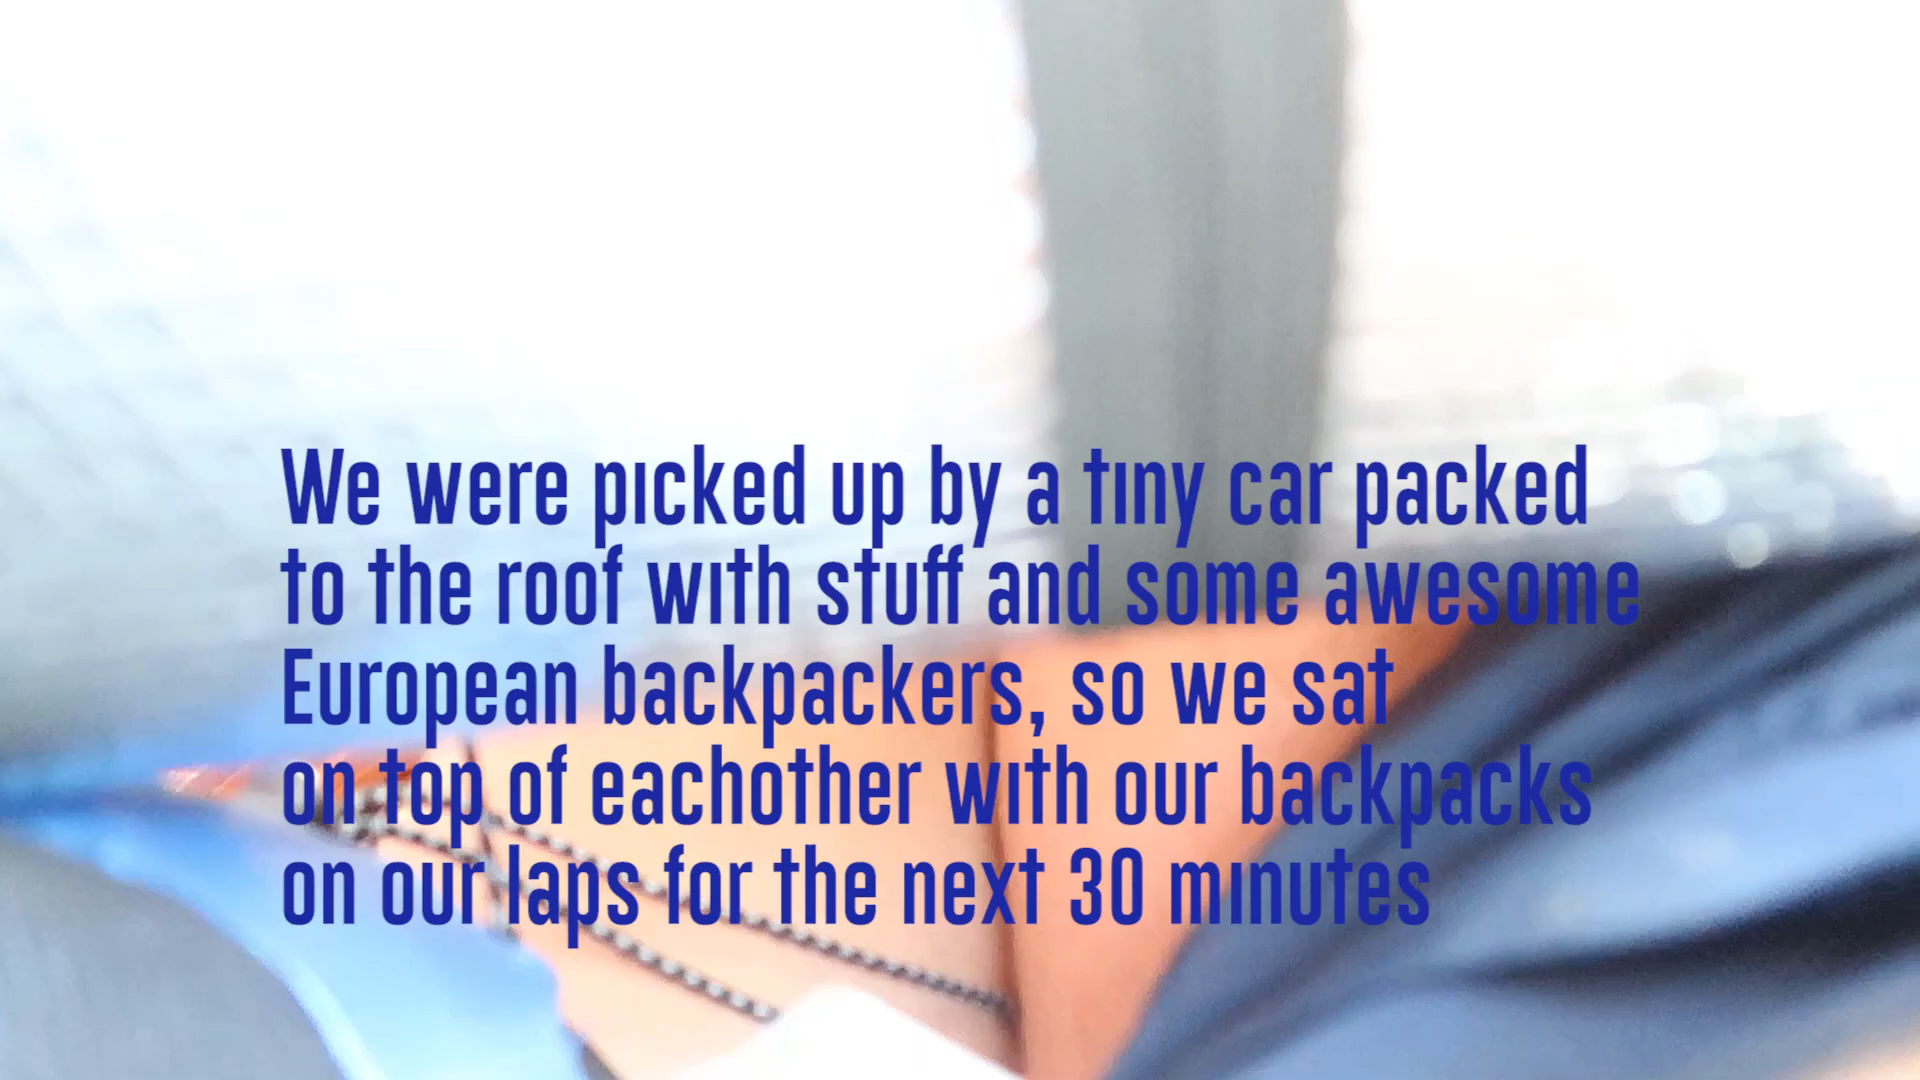 We were picked up by a tiny car packed
to the roof with stuff and some awesome
European backpackers, so we sat
on top of eachother with our backpacks
on our laps for the next 30 minutes